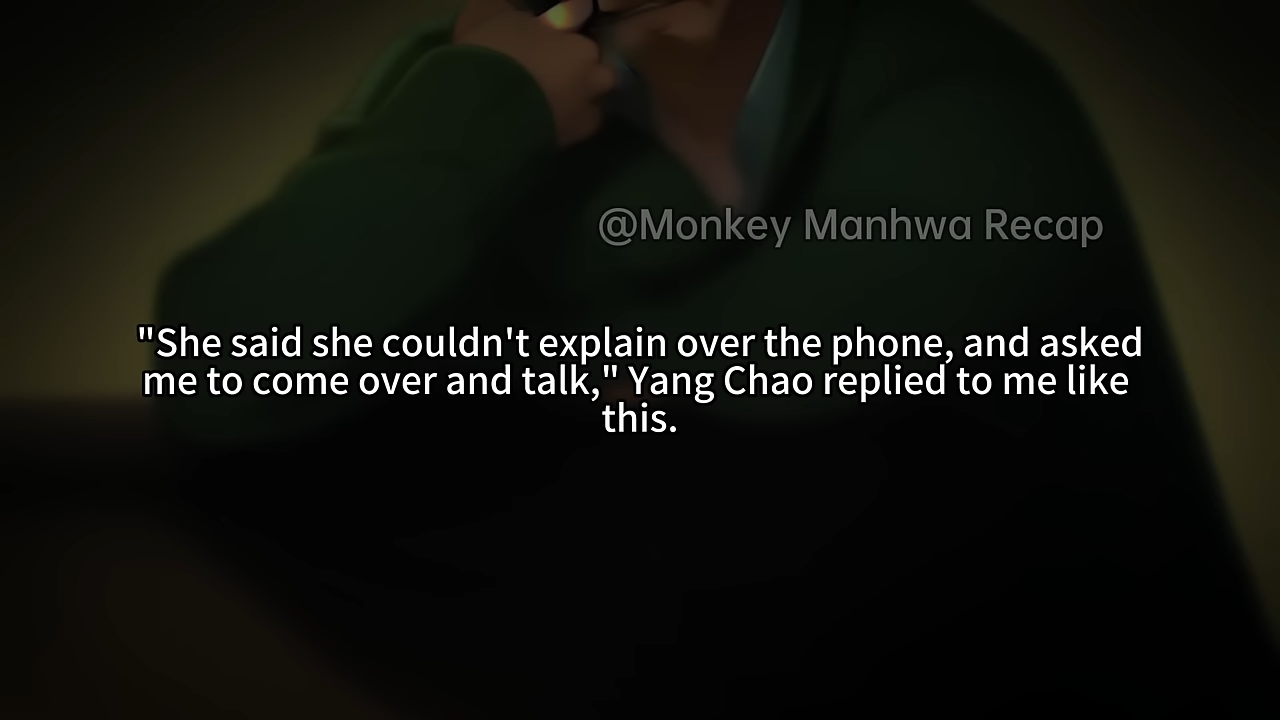 @Monkey Manhwa Recap
"She said she couldn't explain over the phone, and asked
me to come over and talk," Yang Chao replied to me like
this.